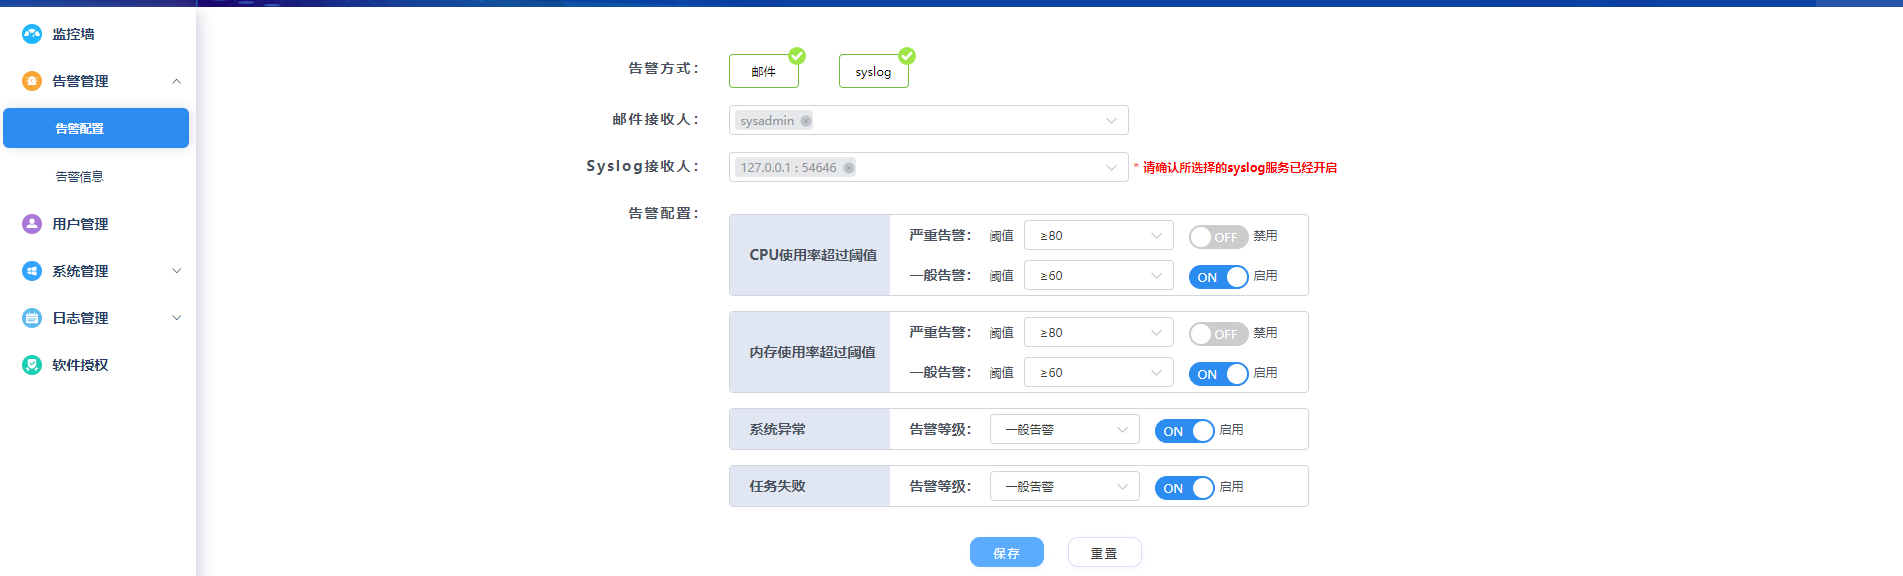 监控墙
告警管理
告警配置
告警信息
用户管理
系统管理
日志管理
软件授权
告警方式： 邮件 syslog
邮件接收人： sysadmin
Syslog接收人： 127.0.0.1 : 54646 * 请确认所选择的syslog服务已经开启
告警配置：
CPU使用率超过阈值
严重告警： 阈值 ≥80 OFF 禁用
一般告警： 阈值 ≥60 ON 启用
内存使用率超过阈值
严重告警： 阈值 ≥80 OFF 禁用
一般告警： 阈值 ≥60 ON 启用
系统异常 告警等级： 一般告警 ON 启用
任务失败 告警等级： 一般告警 ON 启用
保存 重置